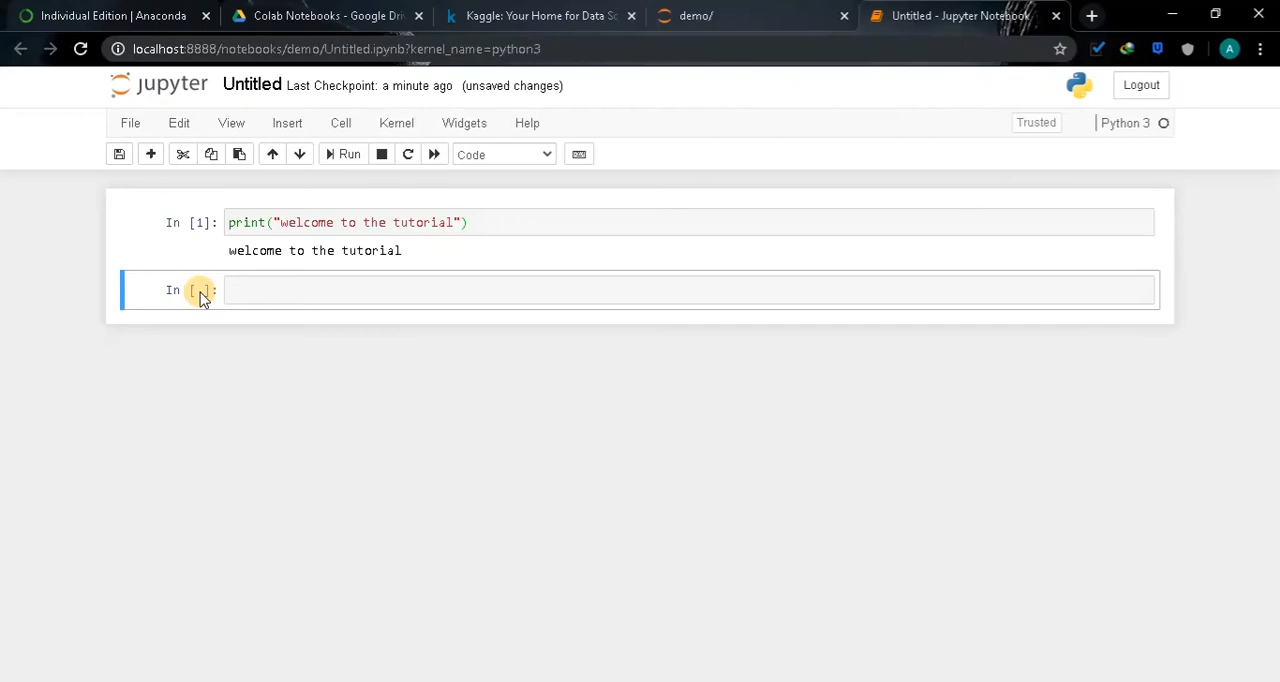 Individual Edition | Anaconda
Colab Notebooks - Google Dri
Kaggle: Your Home for Data Sc
demo/
Untitled - Jupyter Notebook
localhost:8888/notebooks/demo/Untitled.ipynb?kernel_name=python3
A
jupyter Untitled Last Checkpoint: a minute ago (unsaved changes)
Logout
File Edit View Insert Cell Kernel Widgets Help
Trusted
Python 3
Run
Code
In [1]: print("welcome to the tutorial")
welcome to the tutorial
In [ ]: